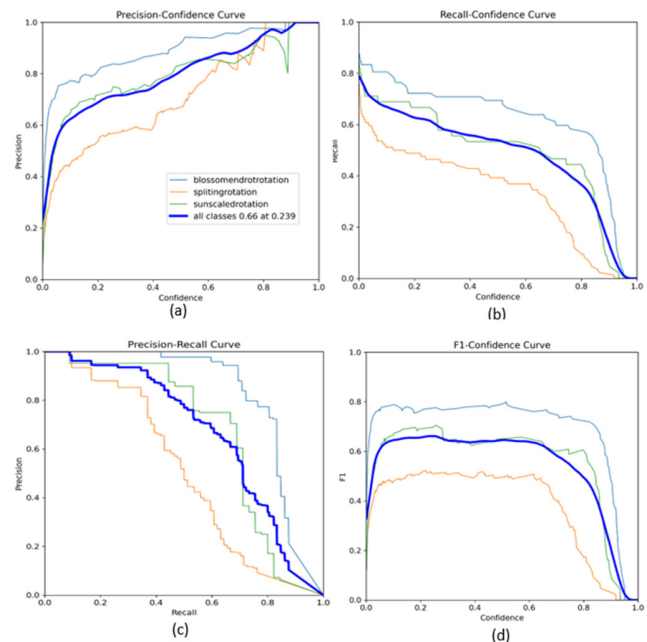 Precision-Confidence Curve
1.0
0.8
0.6
0.4
0.2
0.0
Precision
blossomendrotrotation
splitingrotation
sunscaledrotation
all classes 0.66 at 0.239
0.0 0.2 0.4 0.6 0.8 1.0
Confidence
(a)
Recall-Confidence Curve
1.0
0.8
0.6
0.4
0.2
0.0
Recall
0.0 0.2 0.4 0.6 0.8 1.0
Confidence
(b)
Precision-Recall Curve
1.0
0.8
0.6
0.4
0.2
0.0
Precision
0.0 0.2 0.4 0.6 0.8 1.0
Recall
(c)
F1-Confidence Curve
1.0
0.8
0.6
0.4
0.2
0.0
F1
0.0 0.2 0.4 0.6 0.8 1.0
Confidence
(d)